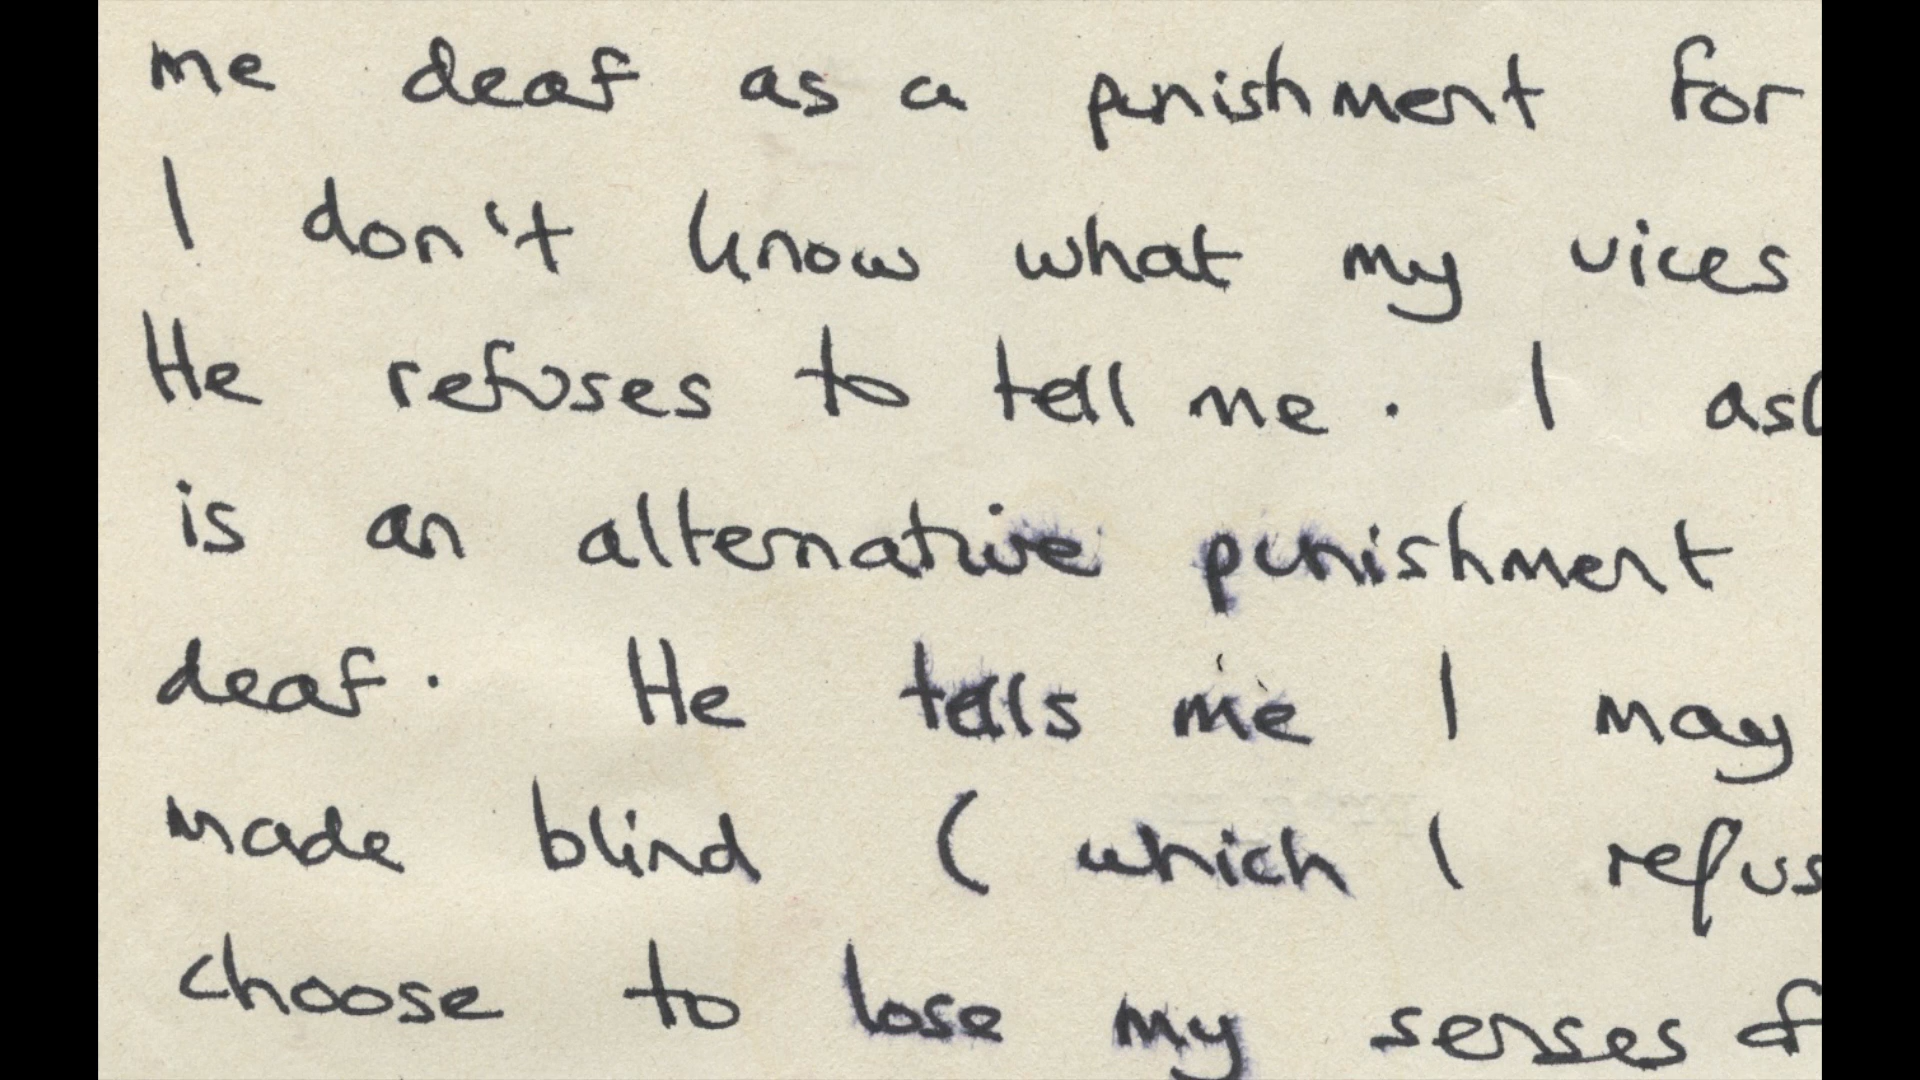 me deaf as a punishment for
I don't know what my vices
He refuses to tell me. I
is an alternative punishment
deaf. He tells me I may
made blind (which I
choose to lose my senses of